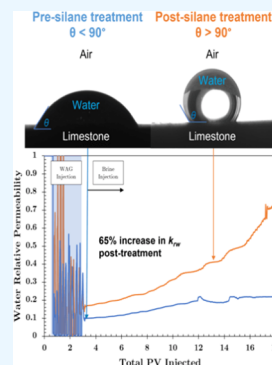 Pre-silane treatment Post-silane treatment
θ < 90° θ > 90°
Air Air
Water Water
θ θ
Limestone Limestone
1
0.9
0.8
0.7
0.6
0.5
0.4
0.3
0.2
0.1
0
Water Relative Permeability
WAG Injection
Brine Injection
65% increase in krw
post-treatment
0 2 4 6 8 10 12 14 16
Total PV Injected